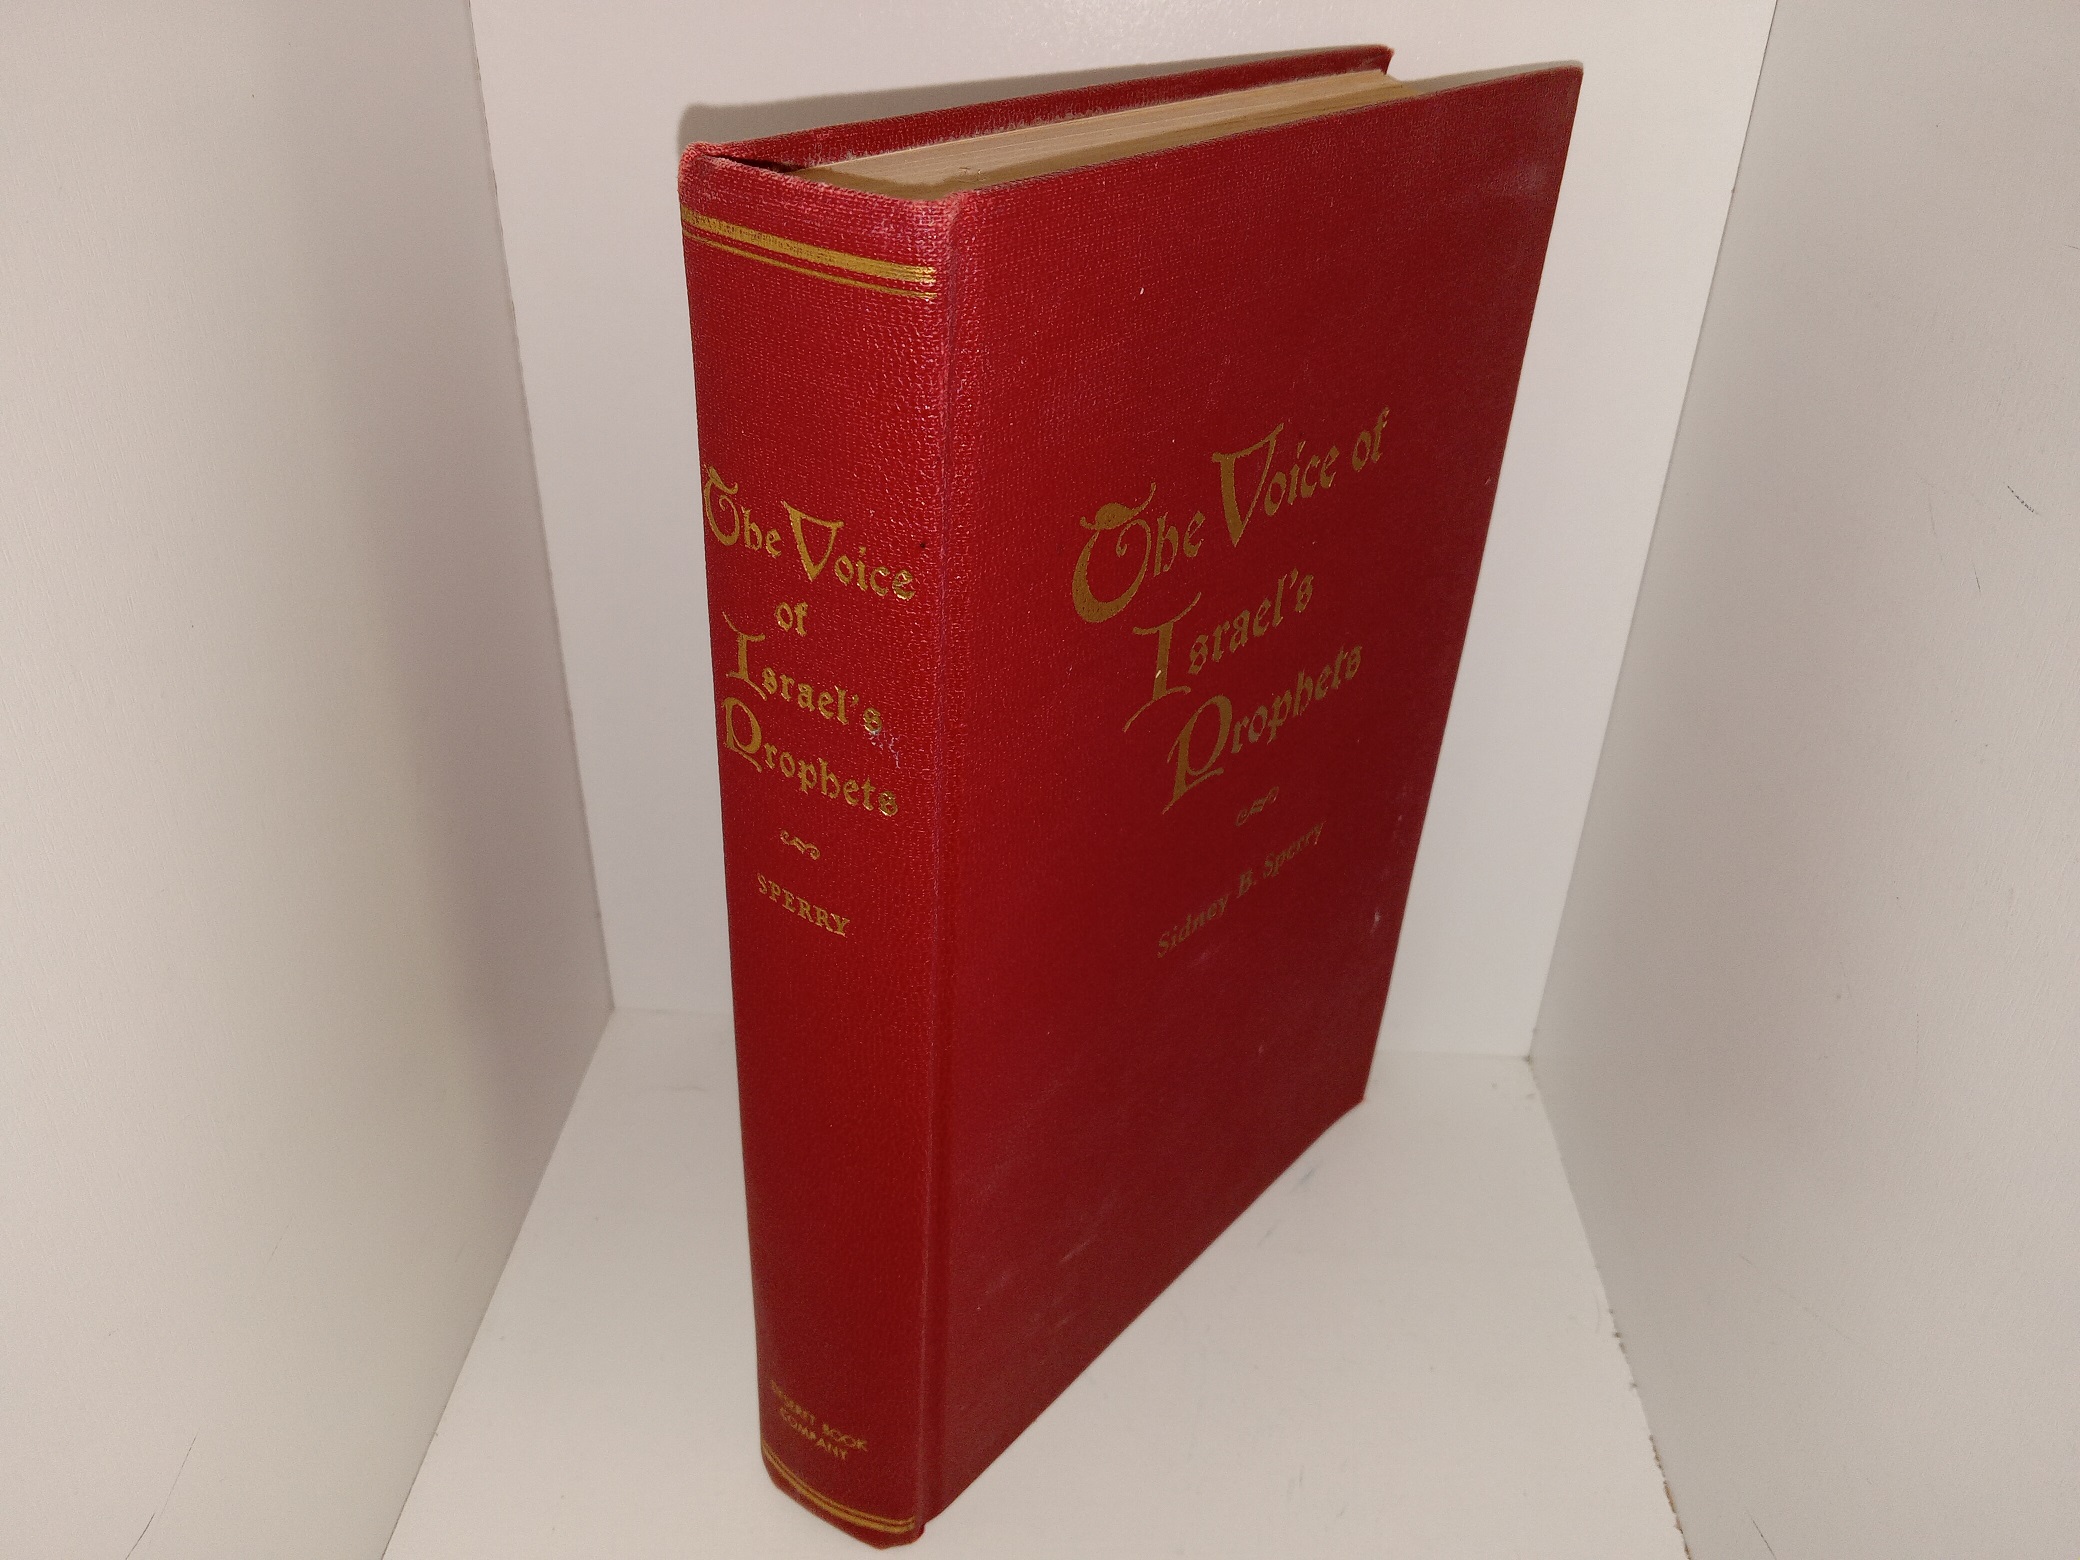 The Voice
of
Israel's
Prophets
SPERRY
DESERET BOOK
COMPANY
The Voice of
Israel's
Prophets
Sidney B. Sperry